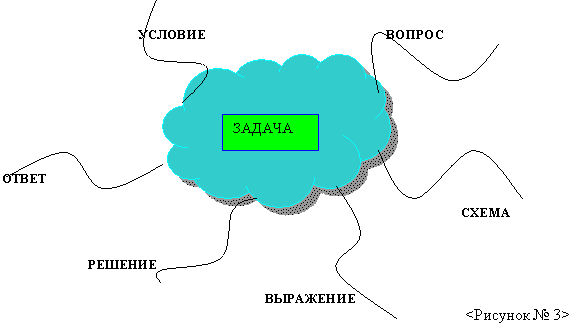 УСЛОВИЕ
ВОПРОС
ЗАДАЧА
ОТВЕТ
СХЕМА
РЕШЕНИЕ
ВЫРАЖЕНИЕ
<Рисунок № 3>